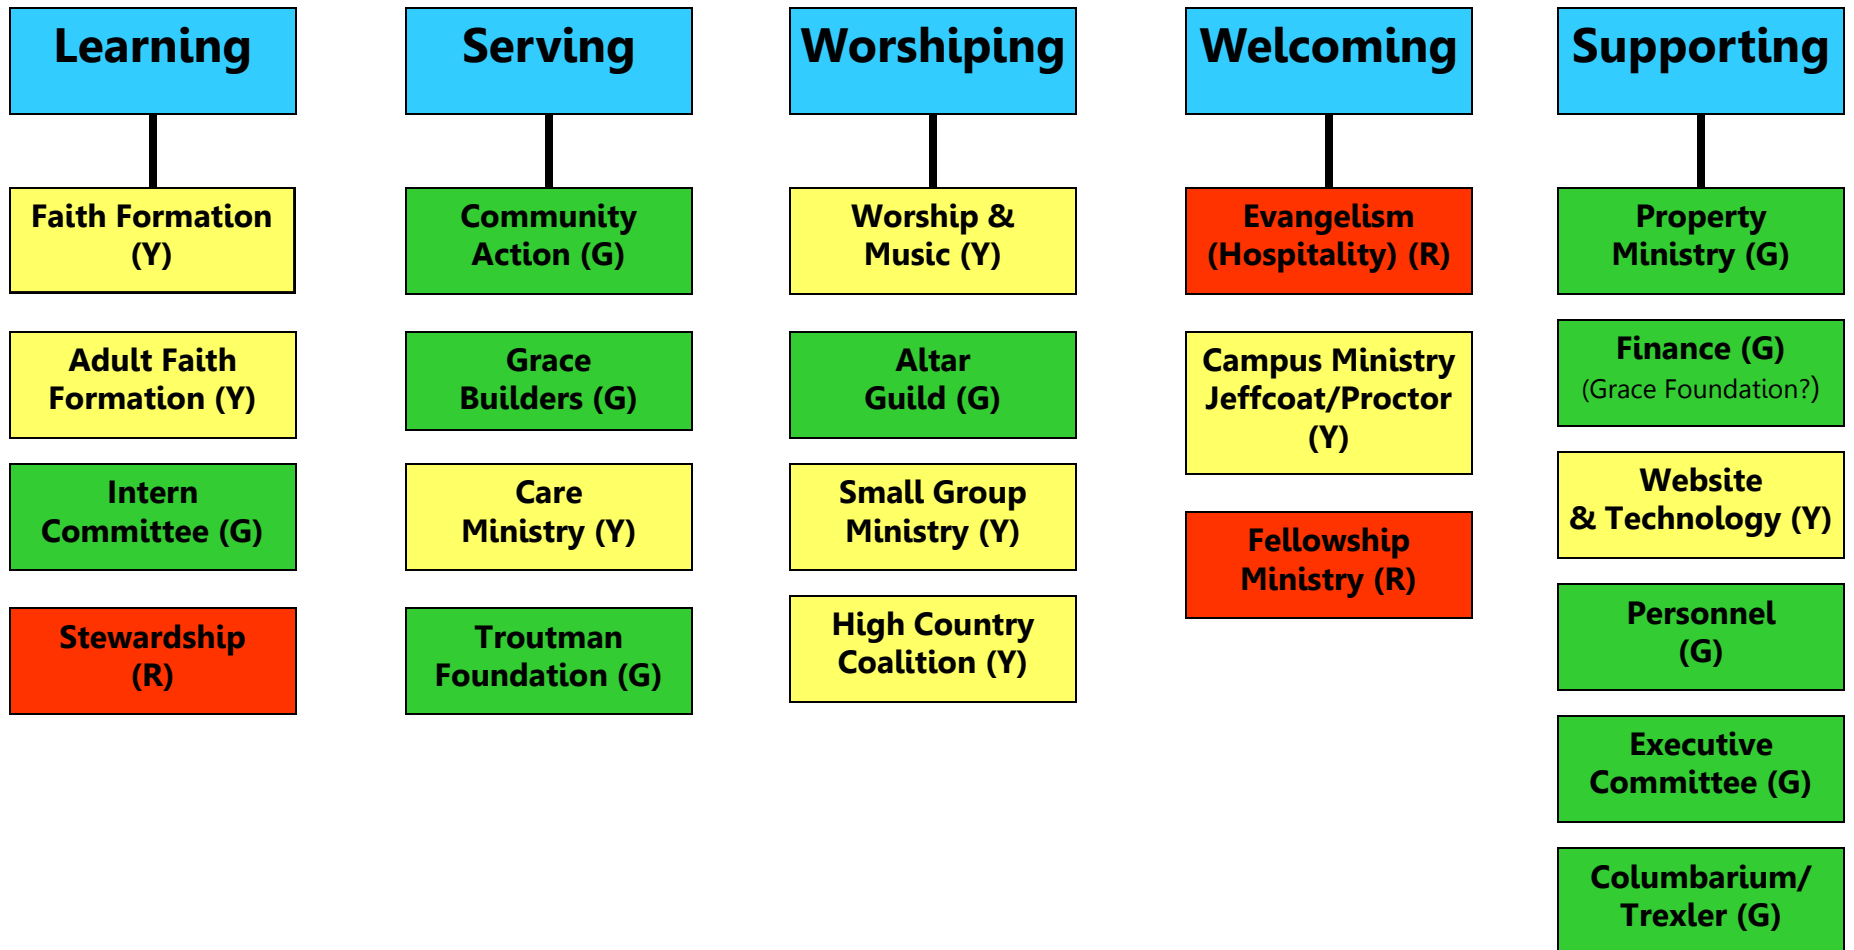 Learning
Serving
Worshiping
Welcoming
Supporting
Faith Formation
(Y)
Community
Action (G)
Worship &
Music (Y)
Evangelism
(Hospitality) (R)
Property
Ministry (G)
Adult Faith
Formation (Y)
Grace
Builders (G)
Altar
Guild (G)
Campus Ministry
Jeffcoat/Proctor
(Y)
Finance (G)
(Grace Foundation?)
Intern
Committee (G)
Care
Ministry (Y)
Small Group
Ministry (Y)
Fellowship
Ministry (R)
Website
& Technology (Y)
Stewardship
(R)
Troutman
Foundation (G)
High Country
Coalition (Y)
Personnel
(G)
Executive
Committee (G)
Columbarium/
Trexler (G)